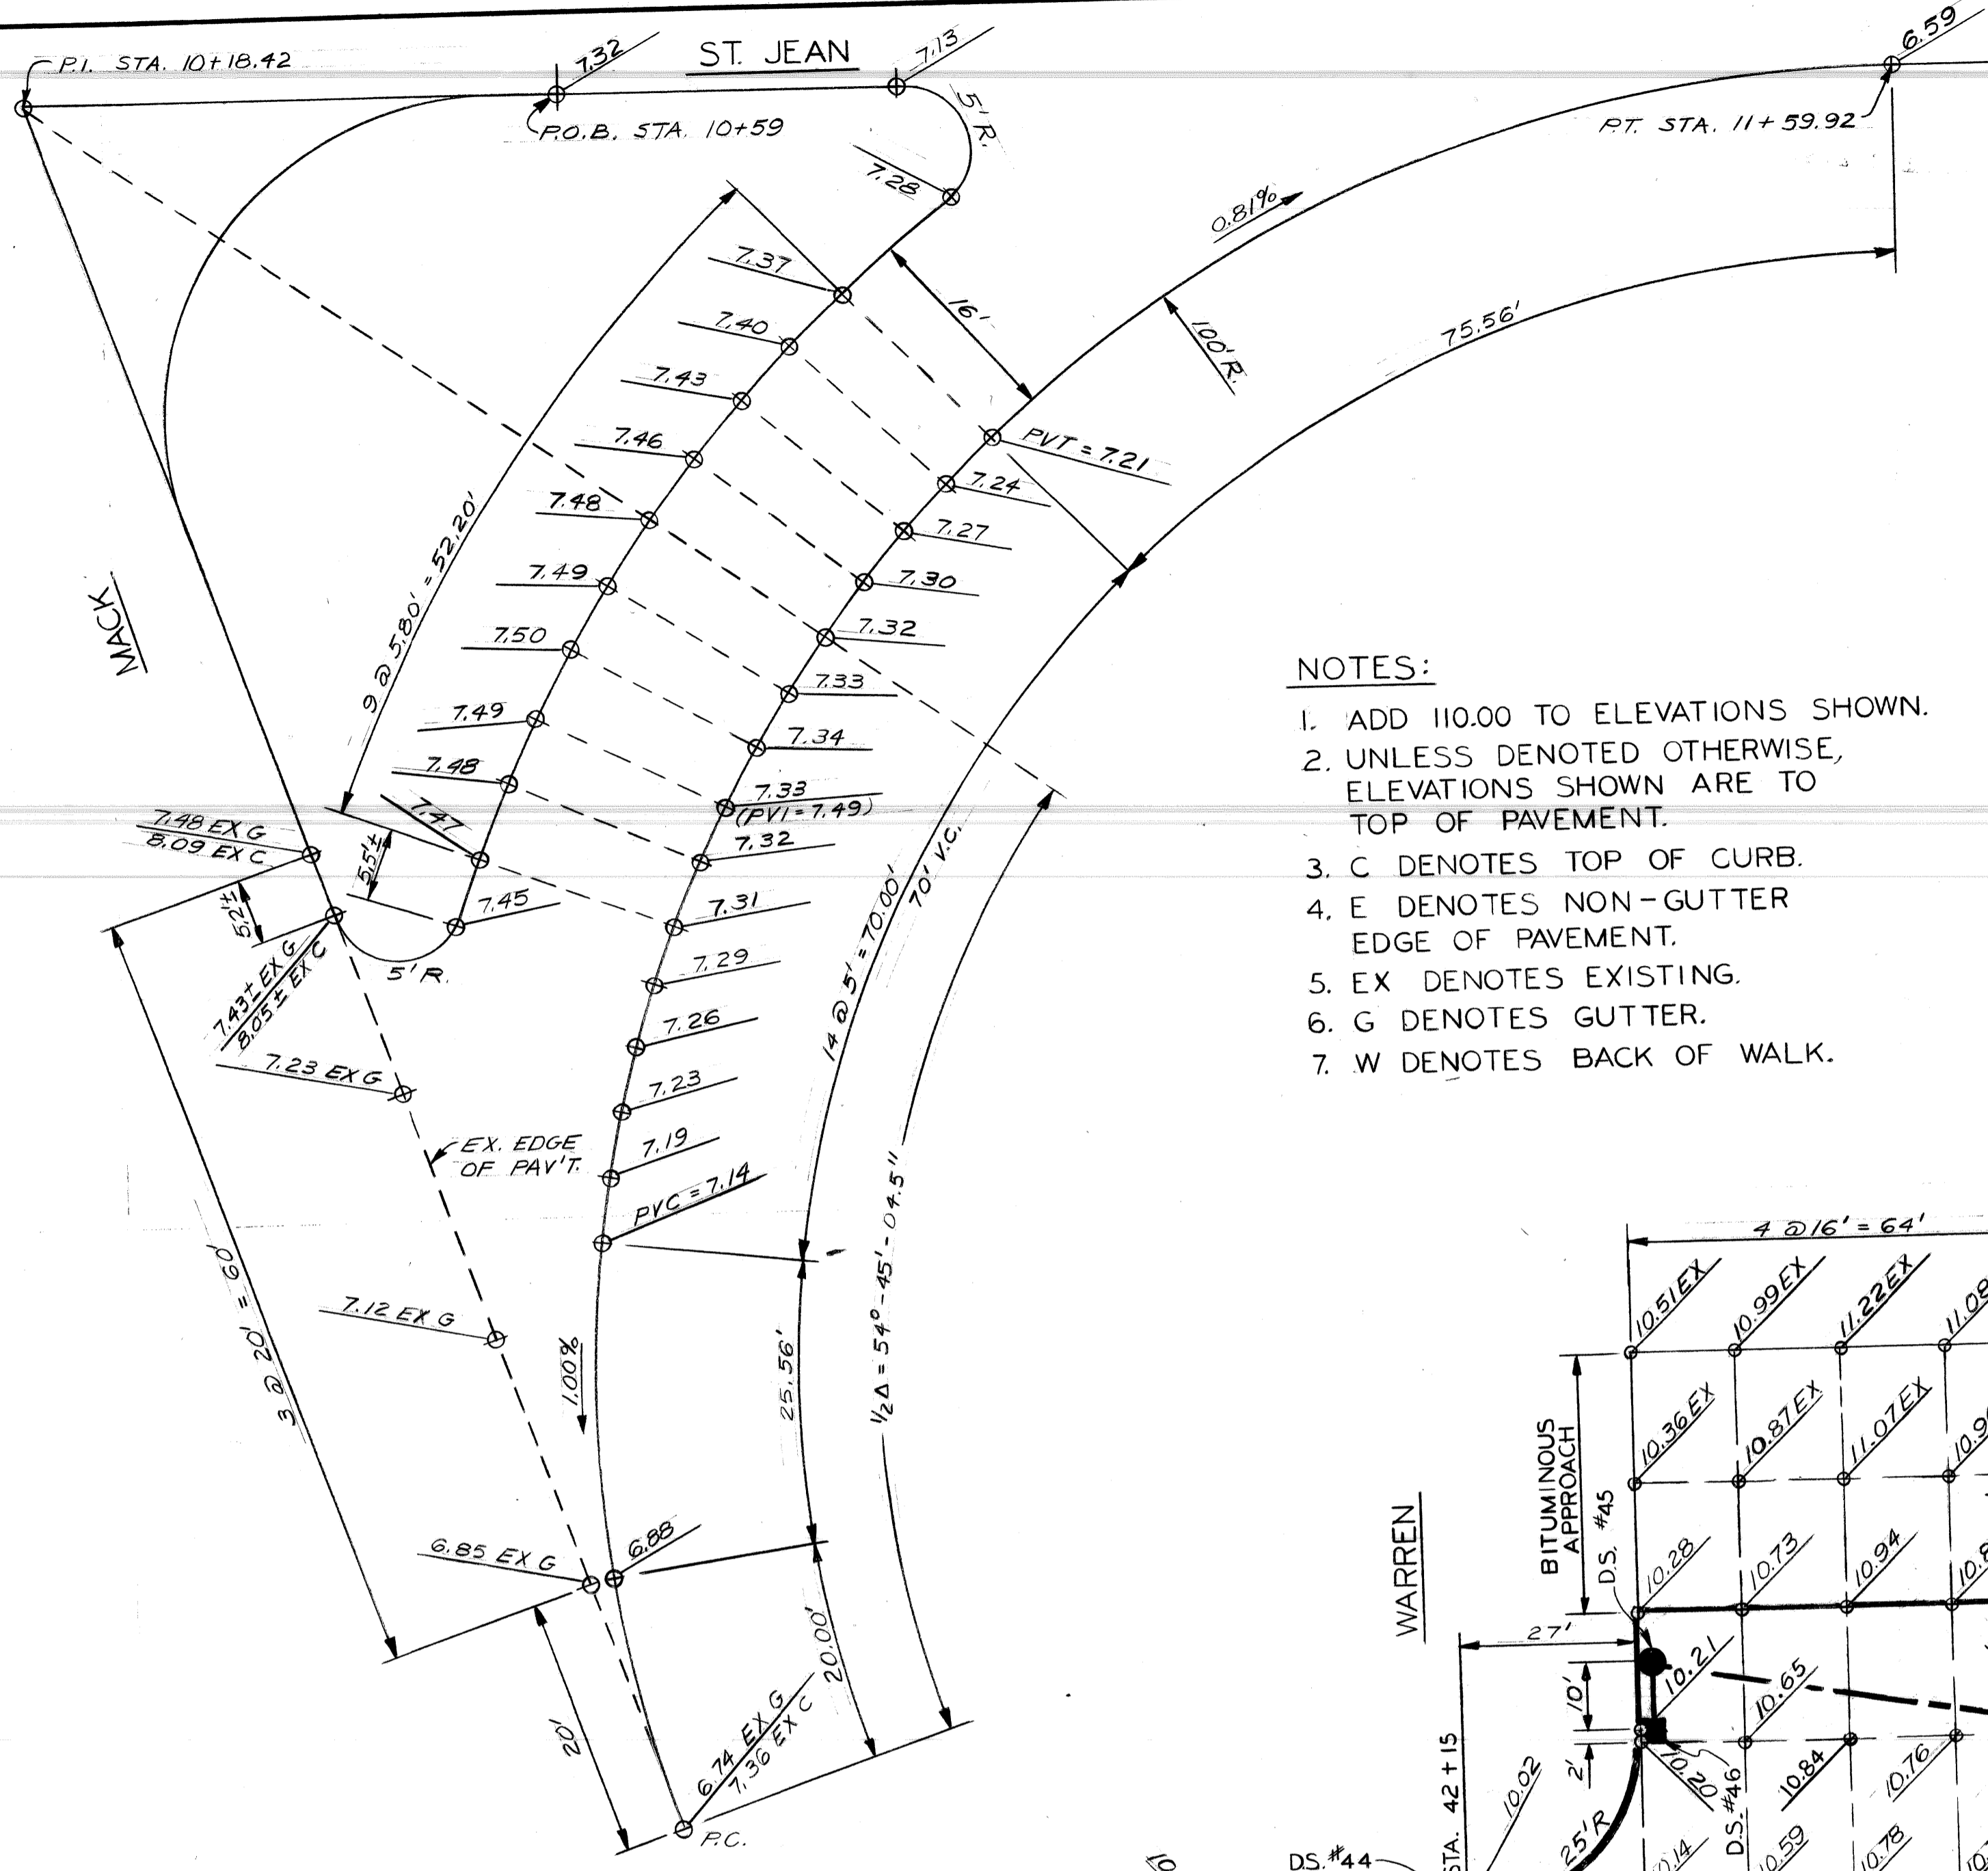 P.I. STA. 10+18.42
7.32
ST. JEAN
7.13
6.59
P.O.B. STA. 10+59
5' R.
P.T. STA. 11+59.92
7.28
0.81%
7.37
16'
100' R.
75.56'
7.40
7.43
7.46
7.48
7.49
7.50
7.49
7.48
7.47
7.45
9 @ 5.80' = 52.20'
MACK
PVT = 7.21
7.24
7.27
7.30
7.32
7.33
7.34
7.33
(PVI = 7.49)
7.32
7.31
7.29
7.26
7.23
7.19
PVC = 7.14
NOTES:
1. ADD 110.00 TO ELEVATIONS SHOWN.
2. UNLESS DENOTED OTHERWISE,
ELEVATIONS SHOWN ARE TO
TOP OF PAVEMENT.
3. C DENOTES TOP OF CURB.
4. E DENOTES NON-GUTTER
EDGE OF PAVEMENT.
5. EX DENOTES EXISTING.
6. G DENOTES GUTTER.
7. W DENOTES BACK OF WALK.
7.48 EX G
8.09 EX C
5.2'±
5.5'±
5' R.
7.43± EX G
8.05± EX C
7.23 EX G
EX. EDGE
OF PAV'T.
7.12 EX G
3 @ 20' = 60'
1.00%
14 @ 5' = 70.00'
70' V.C.
½Δ = 54°-45'-04.5"
25.56'
6.85 EX G
6.88
20.00'
20'
6.74 EX G
7.36 EX C
P.C.
4 @ 16' = 64'
10.51 EX
10.99 EX
11.22 EX
11.08
10.36 EX
10.87 EX
11.07 EX
BITUMINOUS
APPROACH
D.S. #45
WARREN
10.28
10.73
10.94
27'
10.21
10.65
10'
2'
10.20
D.S. #46
10.84
10.76
STA. 42+15
10.02
25' R
10.59
10.78
D.S. #44